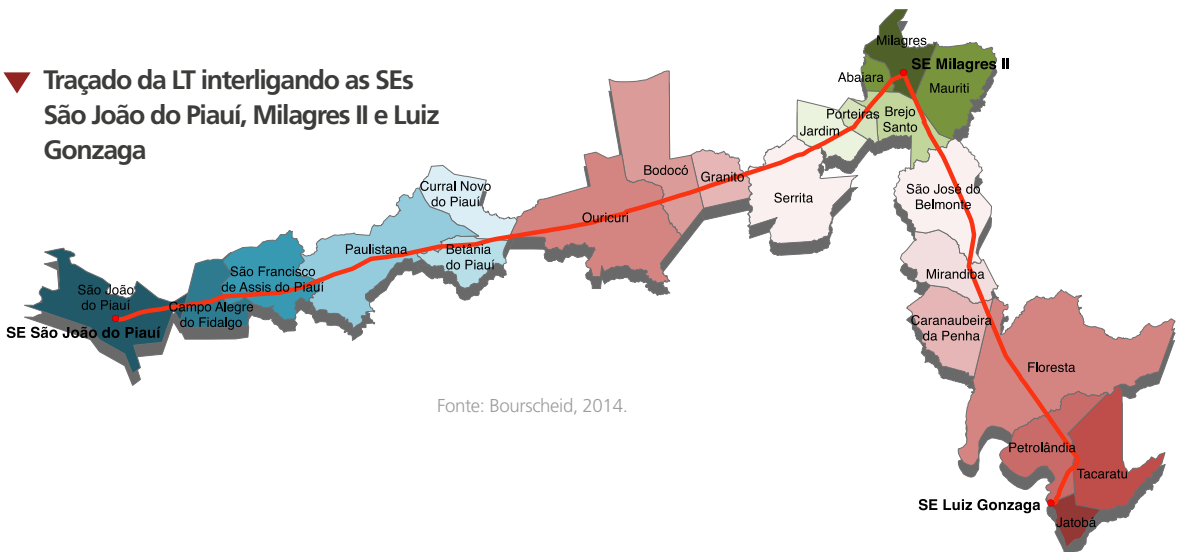 Traçado da LT interligando as SEs
São João do Piauí, Milagres II e Luiz
Gonzaga
Milagres
SE Milagres II
Abaiara
Mauriti
Porteiras
Brejo
Santo
Jardim
Bodocó
Granito
Serrita
São José do
Belmonte
Curral Novo
do Piauí
Ouricuri
Paulistana
Betânia
do Piauí
São Francisco
de Assis do Piauí
São João
do Piauí
Campo Alegre
do Fidalgo
SE São João do Piauí
Mirandiba
Caranaubeira
da Penha
Floresta
Fonte: Bourscheid, 2014.
Petrolândia
Tacaratu
SE Luiz Gonzaga
Jatobá